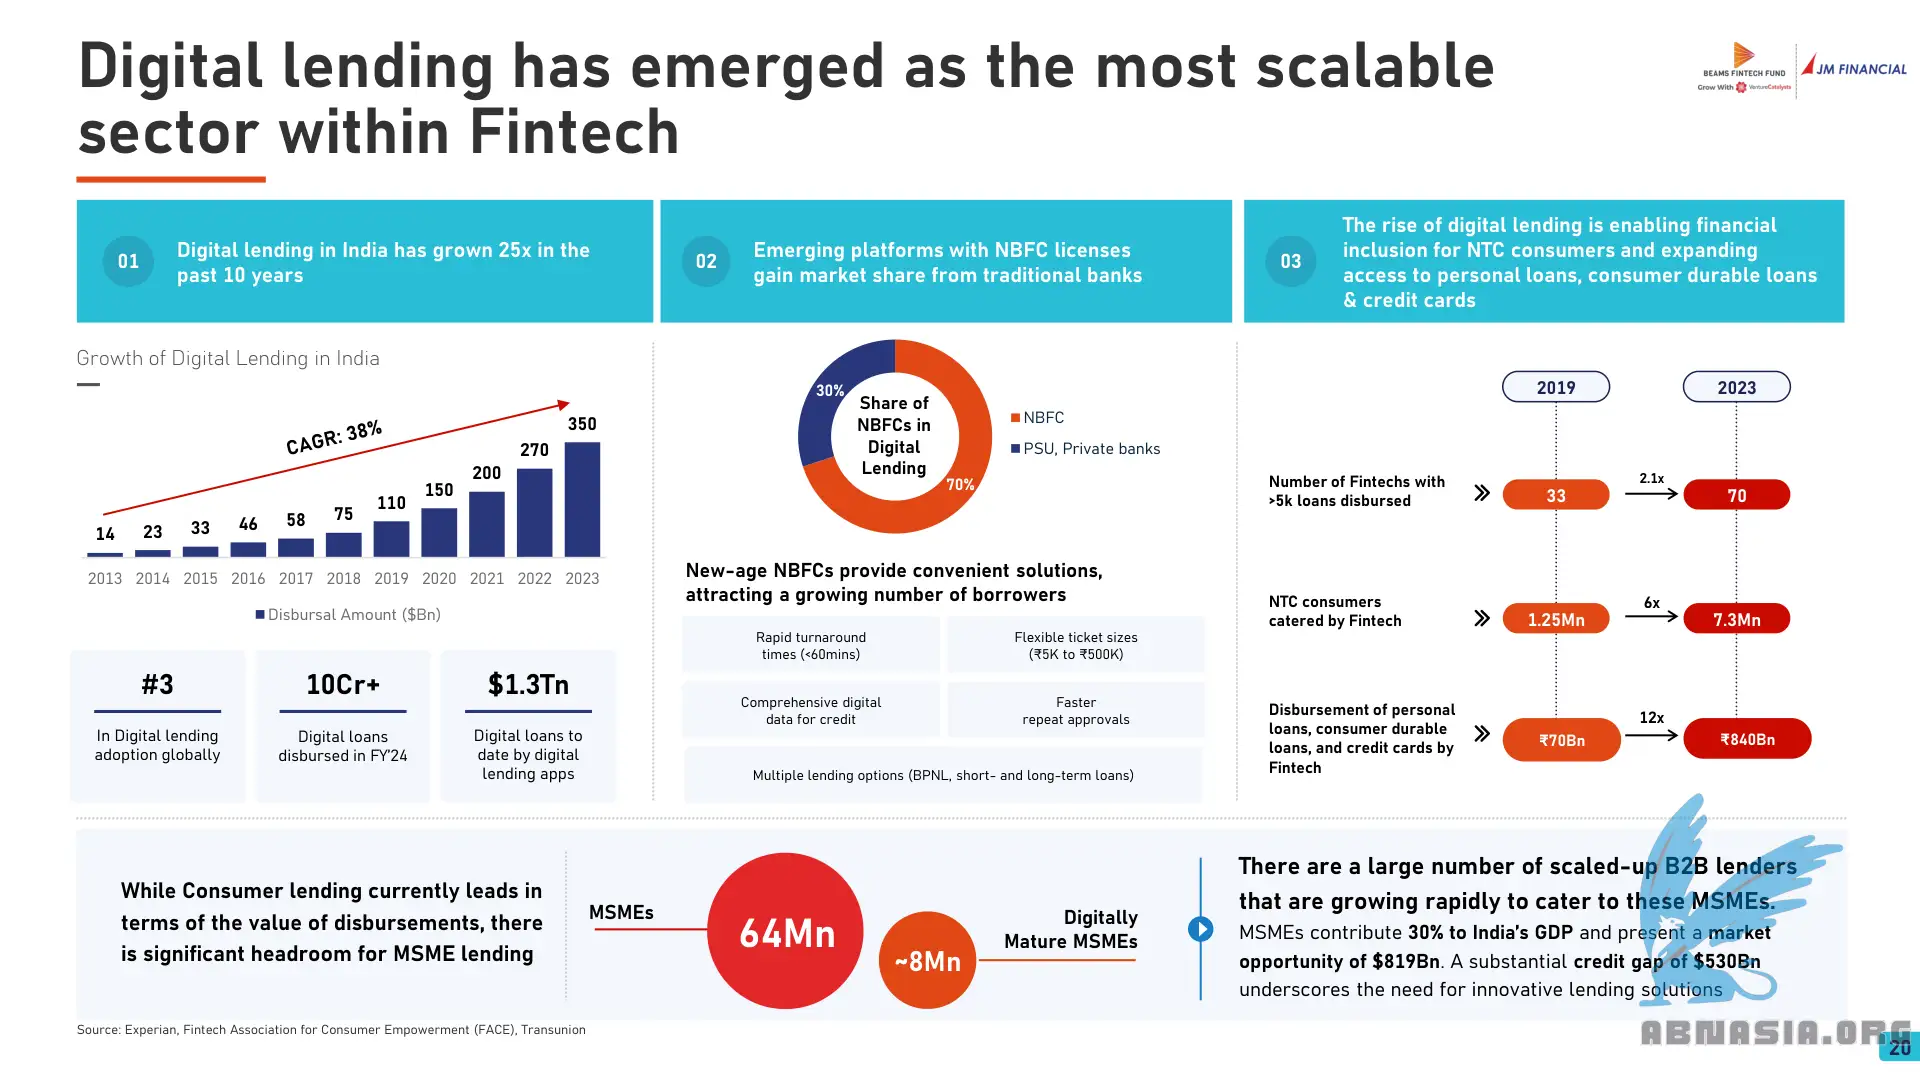 Digital lending has emerged as the most scalable
sector within Fintech
BEAMS FINTECH FUND
Grow With VentureCatalysts
JM FINANCIAL
01
Digital lending in India has grown 25x in the
past 10 years
02
Emerging platforms with NBFC licenses
gain market share from traditional banks
03
The rise of digital lending is enabling financial
inclusion for NTC consumers and expanding
access to personal loans, consumer durable loans
& credit cards
Growth of Digital Lending in India
CAGR: 38%
14 23 33 46 58 75 110 150 200 270 350
2013 2014 2015 2016 2017 2018 2019 2020 2021 2022 2023
Disbursal Amount ($Bn)
#3
In Digital lending
adoption globally
10Cr+
Digital loans
disbursed in FY'24
$1.3Tn
Digital loans to
date by digital
lending apps
30%
Share of
NBFCs in
Digital
Lending
70%
NBFC
PSU, Private banks
New-age NBFCs provide convenient solutions,
attracting a growing number of borrowers
Rapid turnaround
times (<60mins)
Flexible ticket sizes
(₹5K to ₹500K)
Comprehensive digital
data for credit
Faster
repeat approvals
Multiple lending options (BPNL, short- and long-term loans)
2019
2023
Number of Fintechs with
>5k loans disbursed
33
2.1x
70
NTC consumers
catered by Fintech
1.25Mn
6x
7.3Mn
Disbursement of personal
loans, consumer durable
loans, and credit cards by
Fintech
₹70Bn
12x
₹840Bn
While Consumer lending currently leads in
terms of the value of disbursements, there
is significant headroom for MSME lending
MSMEs
64Mn
~8Mn
Digitally
Mature MSMEs
There are a large number of scaled-up B2B lenders
that are growing rapidly to cater to these MSMEs.
MSMEs contribute 30% to India's GDP and present a market
opportunity of $819Bn. A substantial credit gap of $530Bn
underscores the need for innovative lending solutions
Source: Experian, Fintech Association for Consumer Empowerment (FACE), Transunion
ABNASIA.ORG
20